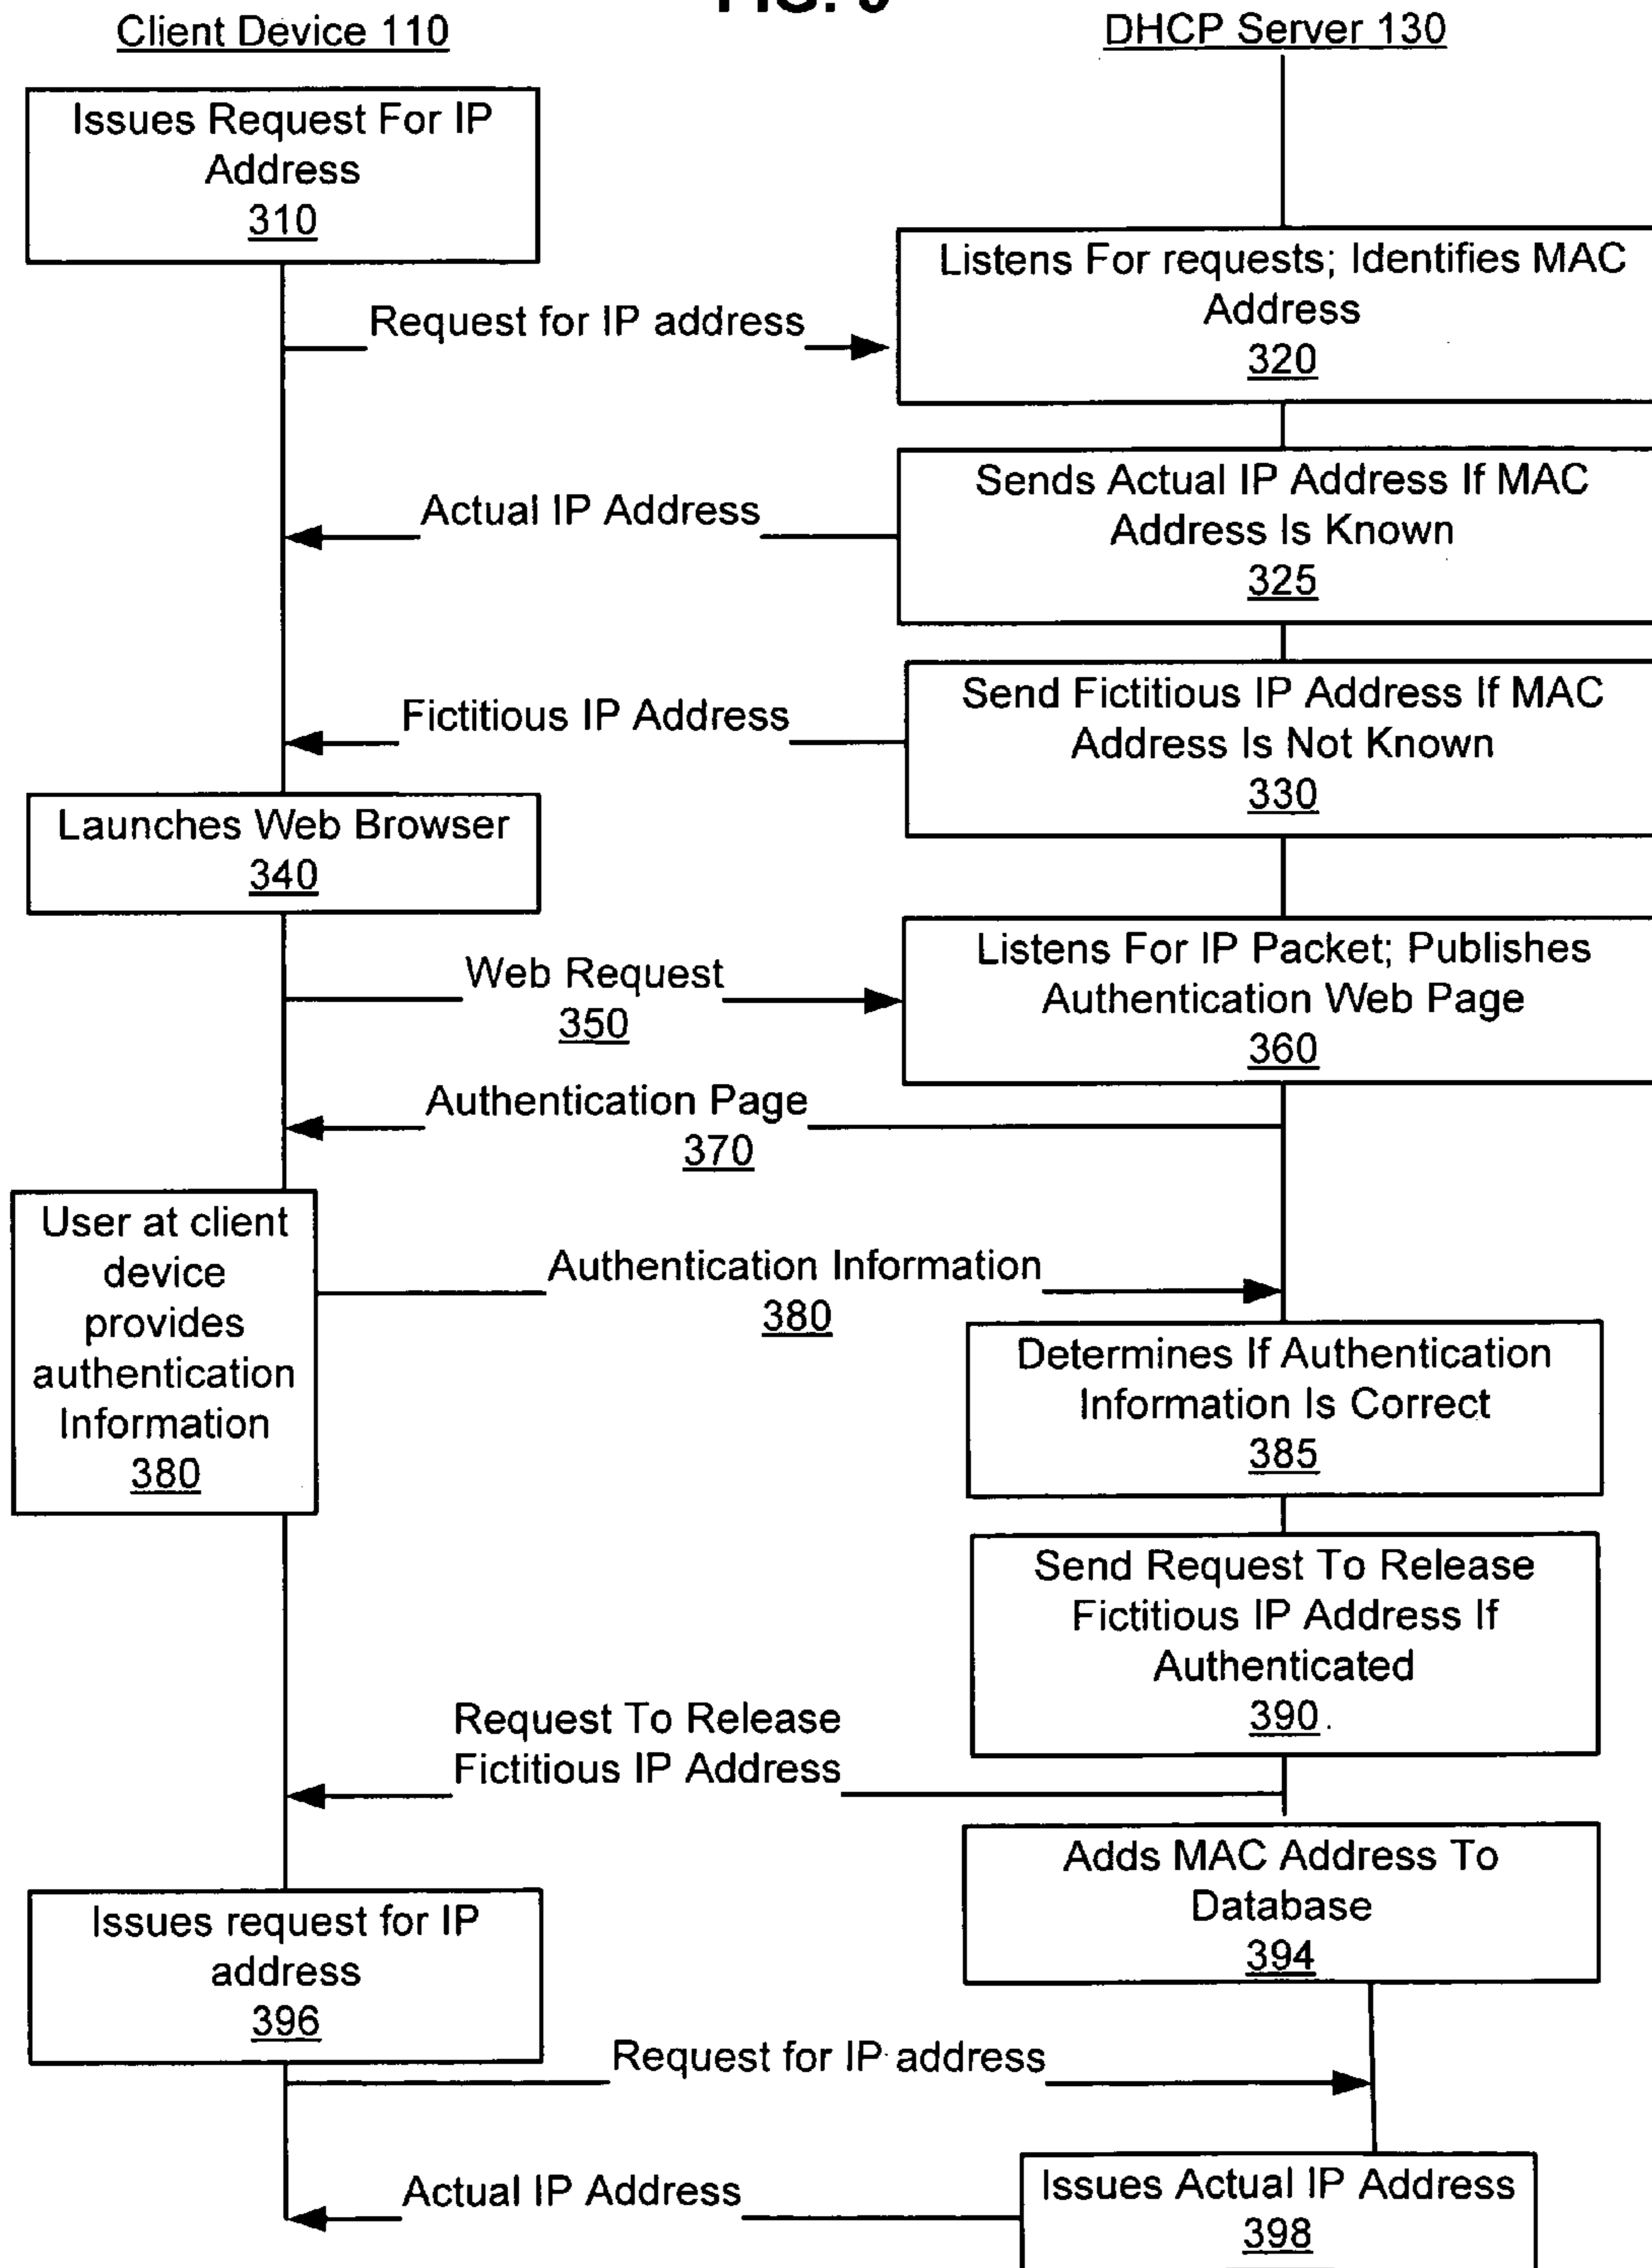 Client Device 110
DHCP Server 130
Issues Request For IP
Address
310
Listens For requests; Identifies MAC
Address
320
Request for IP address
Sends Actual IP Address If MAC
Address Is Known
325
Actual IP Address
Send Fictitious IP Address If MAC
Address Is Not Known
330
Fictitious IP Address
Launches Web Browser
340
Listens For IP Packet; Publishes
Authentication Web Page
360
Web Request
350
Authentication Page
370
User at client
device
provides
authentication
Information
380
Authentication Information
380
Determines If Authentication
Information Is Correct
385
Send Request To Release
Fictitious IP Address If
Authenticated
390
Request To Release
Fictitious IP Address
Adds MAC Address To
Database
394
Issues request for IP
address
396
Request for IP address
Issues Actual IP Address
398
Actual IP Address